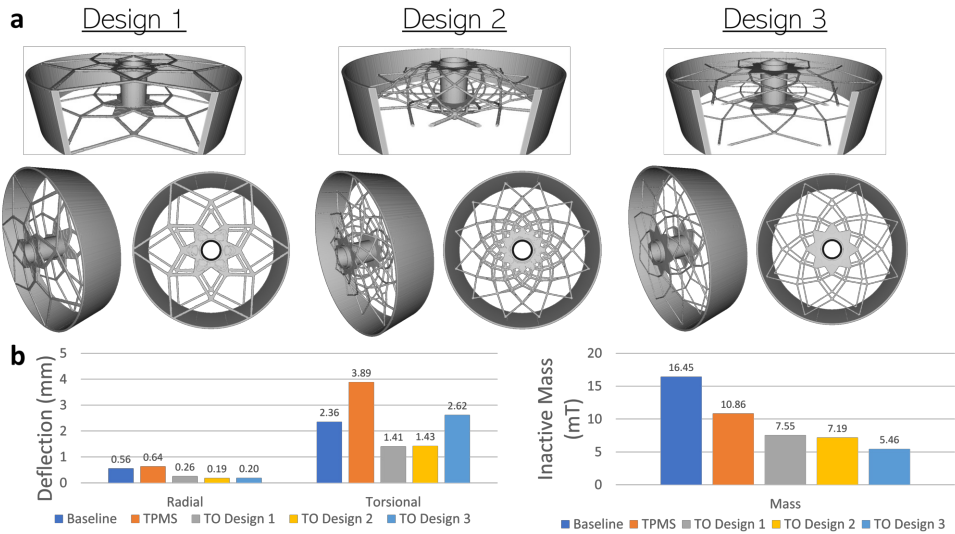 a
Design 1
Design 2
Design 3
b
Deflection (mm)
5
4
3
2
1
0
0.56
0.64
0.26
0.19
0.20
2.36
3.89
1.41
1.43
2.62
Radial
Torsional
Baseline TPMS TO Design 1 TO Design 2 TO Design 3
Inactive Mass
(mT)
20
15
10
5
0
16.45
10.86
7.55
7.19
5.46
Mass
Baseline TPMS TO Design 1 TO Design 2 TO Design 3